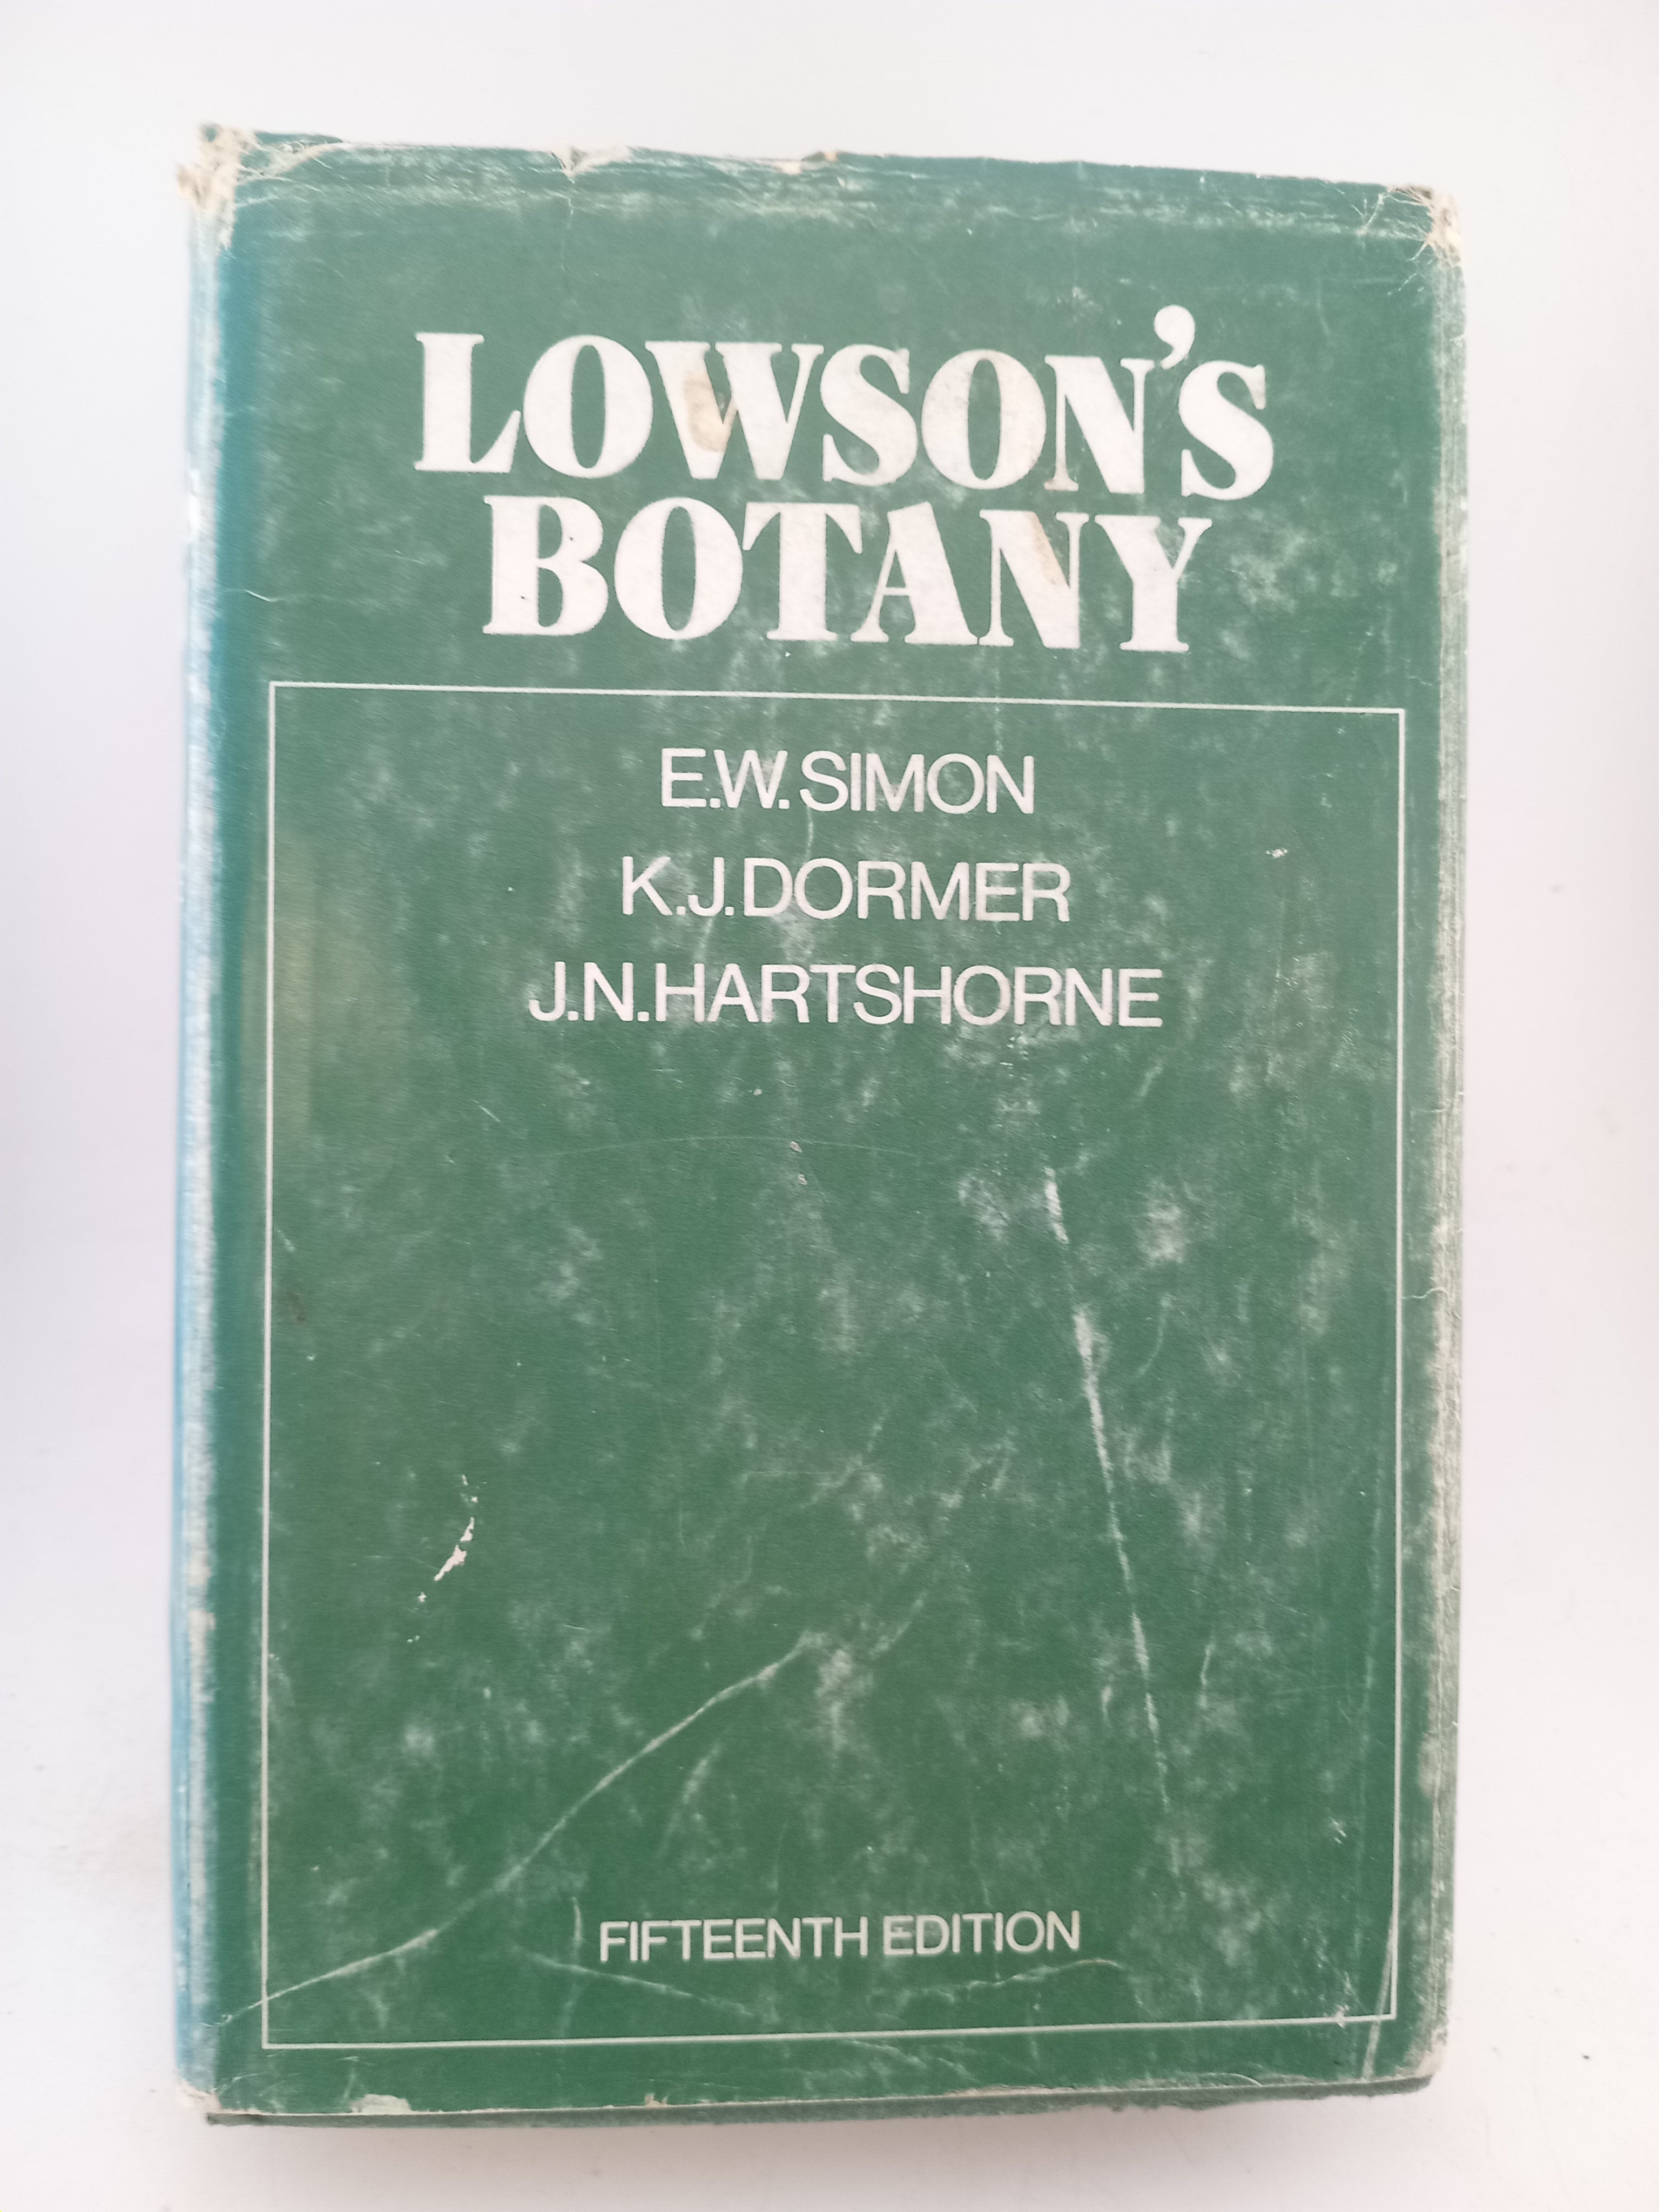 LOWSON'S
BOTANY
E.W. SIMON
K.J. DORMER
J.N. HARTSHORNE
FIFTEENTH EDITION